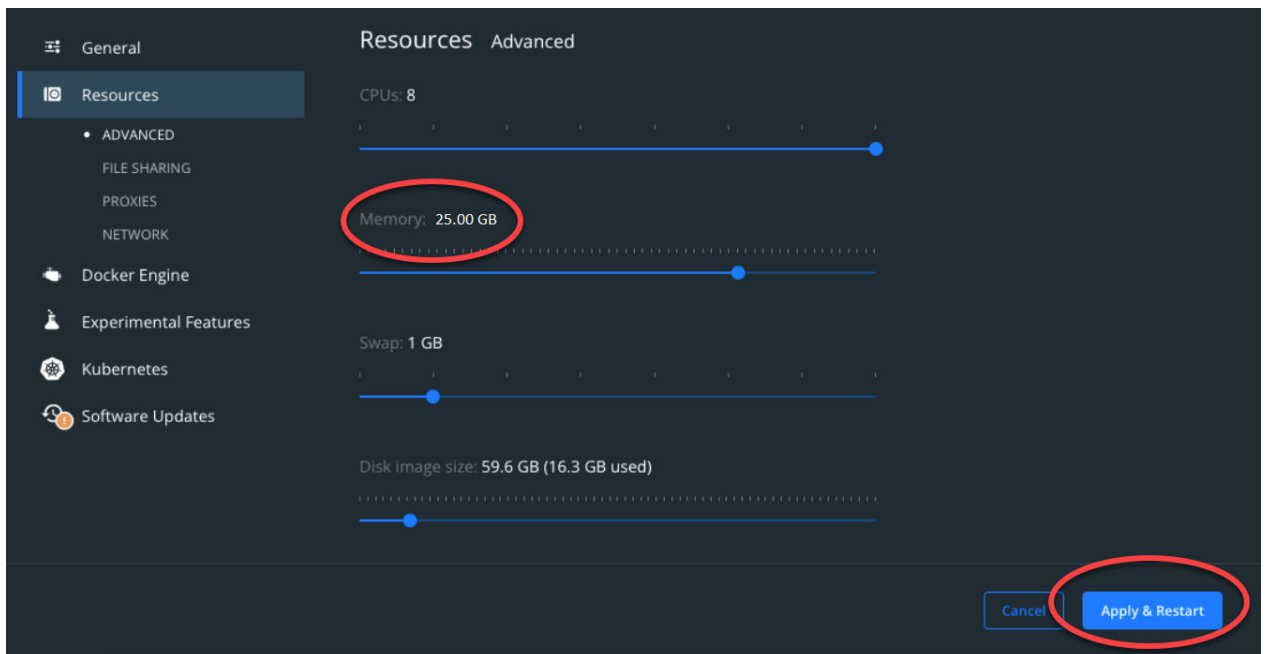 General
Resources
ADVANCED
FILE SHARING
PROXIES
NETWORK
Docker Engine
Experimental Features
Kubernetes
Software Updates
Resources Advanced
CPUs: 8
Memory: 25.00 GB
Swap: 1 GB
Disk image size: 59.6 GB (16.3 GB used)
Cancel
Apply & Restart